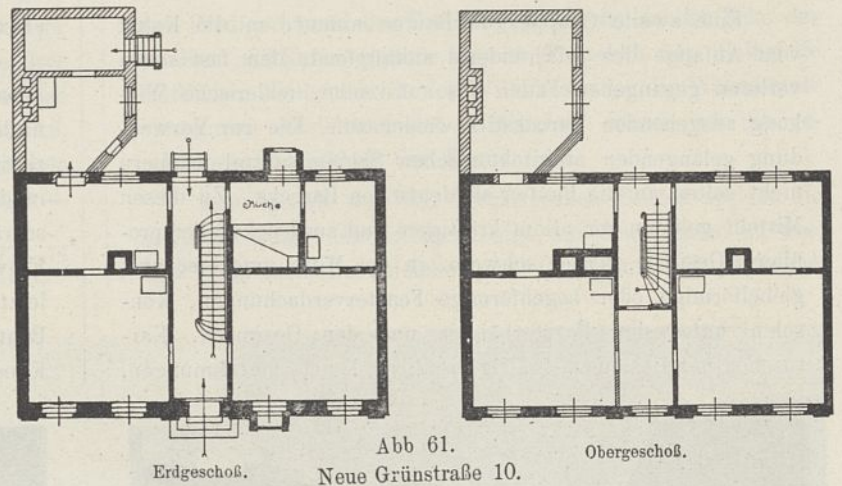 Küche
Abb 61.
Erdgeschoß.
Obergeschoß.
Neue Grünstraße 10.